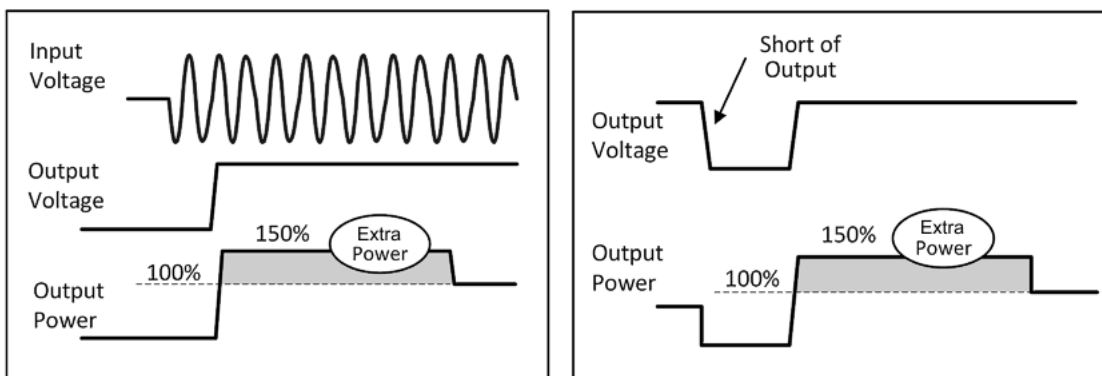 Input
Voltage
Output
Voltage
150%
Extra
Power
100%
Output
Power
Short of
Output
Output
Voltage
150%
Extra
Power
Output
Power
100%